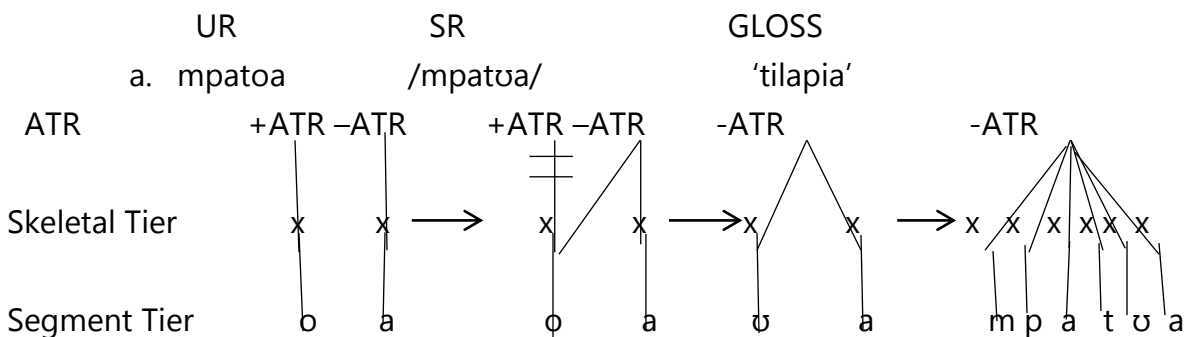 UR SR GLOSS
a. mpatoa /mpatʊa/ ‘tilapia’
ATR +ATR –ATR +ATR –ATR -ATR -ATR
Skeletal Tier x x x x x x x x x x x x
Segment Tier o a o a ʊ a m p a t ʊ a